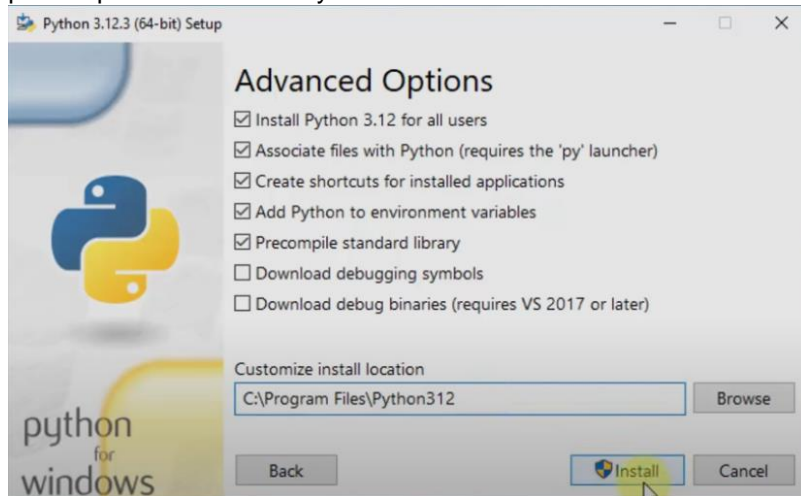 Python 3.12.3 (64-bit) Setup
Advanced Options
Install Python 3.12 for all users
Associate files with Python (requires the 'py' launcher)
Create shortcuts for installed applications
Add Python to environment variables
Precompile standard library
Download debugging symbols
Download debug binaries (requires VS 2017 or later)
Customize install location
C:\Program Files\Python312
Browse
python
for
windows
Back
Install
Cancel